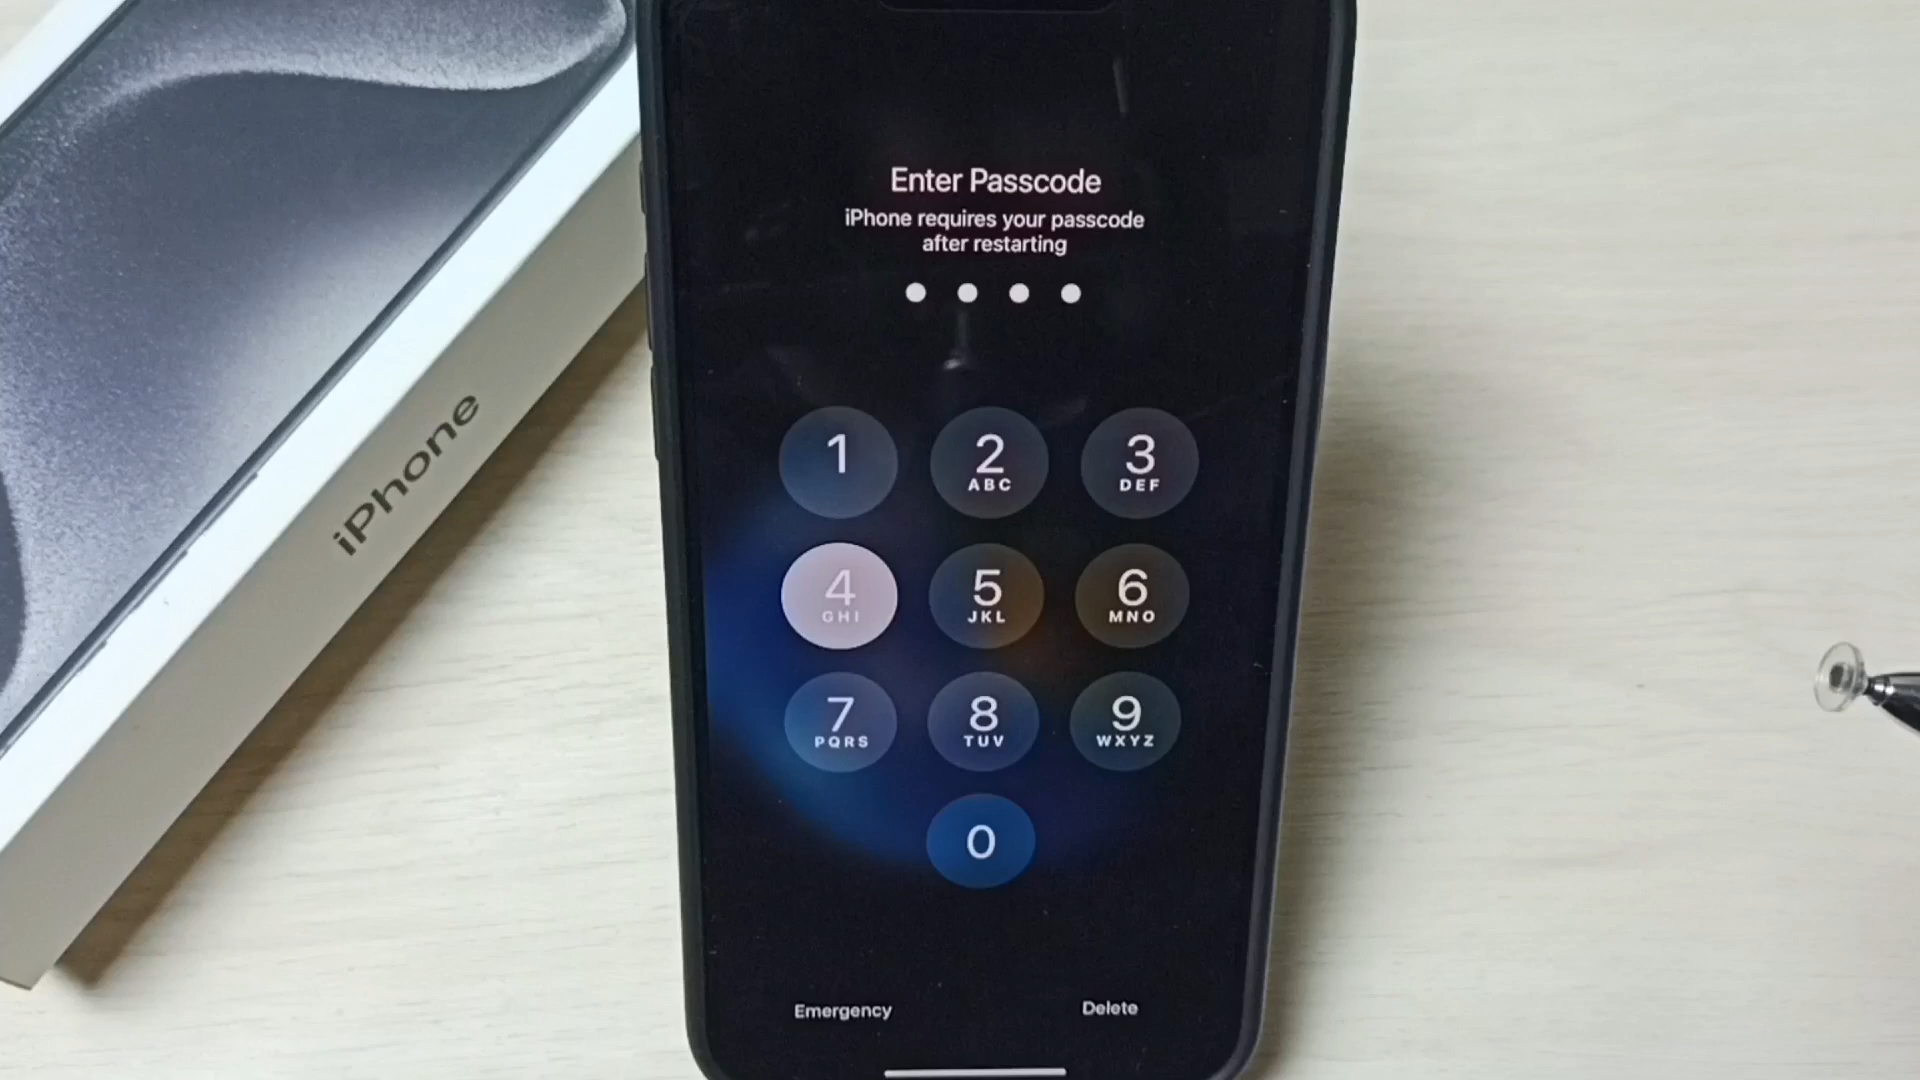 iPhone
Enter Passcode
iPhone requires your passcode
after restarting
1
2
ABC
3
DEF
4
GHI
5
JKL
6
MNO
7
PQRS
8
TUV
9
WXYZ
0
Emergency
Delete